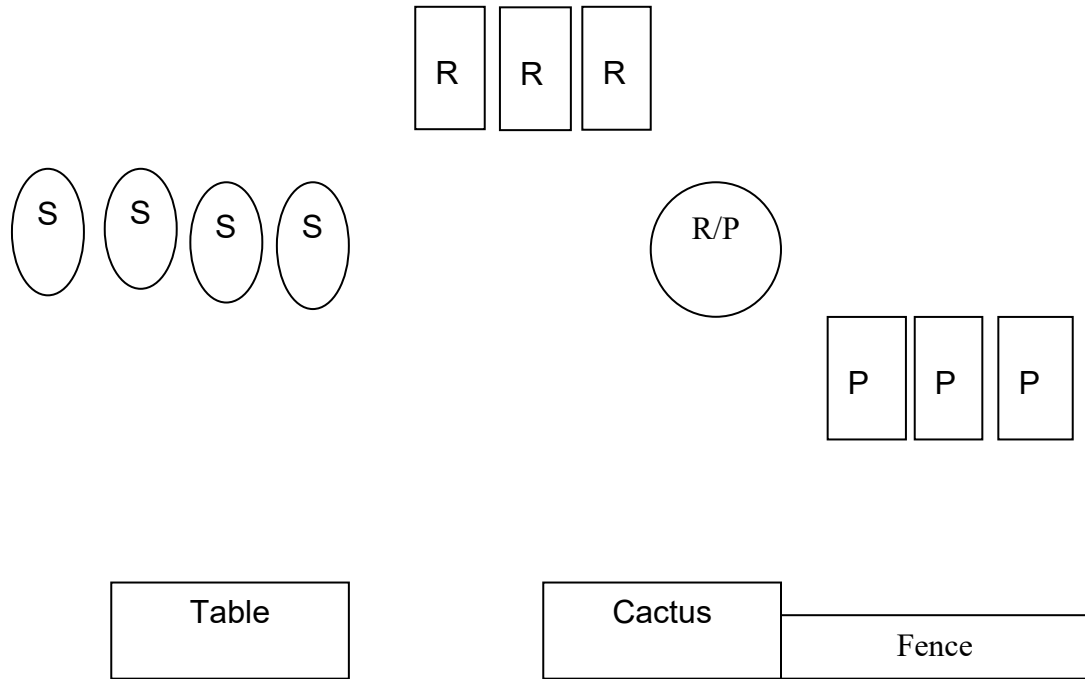 R R R
S S S S
R/P
P P P
Table
Cactus
Fence